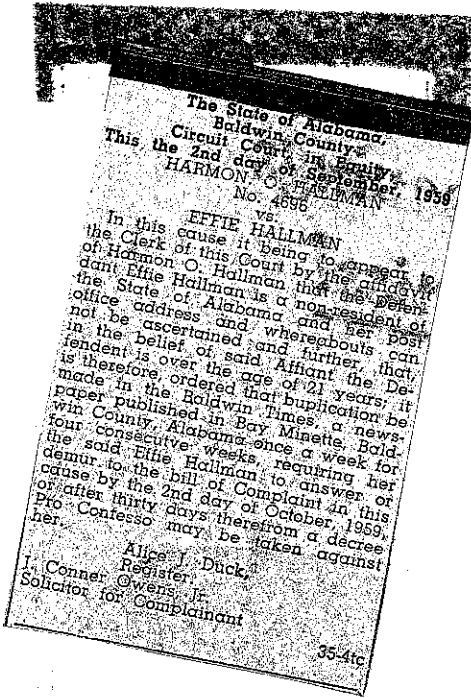 The State of Alabama,
Baldwin County.
Circuit Court, in Equity,
This the 2nd day of September, 1959
HARMON O. HALLMAN
No. 4696
vs.
EFFIE HALLMAN
In this cause it being to appear to
the Clerk of this Court by the affidavit
of Harmon O. Hallman that the Defen-
dant Effie Hallman is a non-resident of
the State of Alabama and her post
office address and whereabouts can
not be ascertained and further, that,
in the belief of said Affiant the De-
fendent is over the age of 21 years; it
is therefore, ordered that buplication be
made in the Baldwin Times, a news-
paper published in Bay Minette, Bald-
win County, Alabama once a week for
four consecutve weeks, requiring her
the said Effie Hallman to answer or
demur to the bill of Complaint in this
cause by the 2nd day of October, 1959,
or after thirty days therefrom a decree
Pro Confesso may be taken against
her.
Alice J. Duck,
Register.
J. Conner Owens, Jr.
Solicitor for Complainant
35-4tc